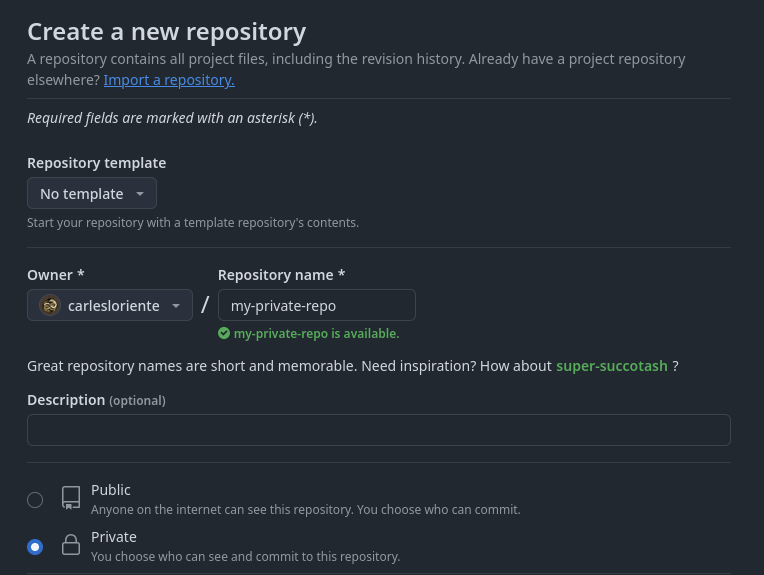 Create a new repository
A repository contains all project files, including the revision history. Already have a project repository
elsewhere? Import a repository.
Required fields are marked with an asterisk (*).
Repository template
No template
Start your repository with a template repository's contents.
Owner * Repository name *
carlesloriente / my-private-repo
my-private-repo is available.
Great repository names are short and memorable. Need inspiration? How about super-succotash ?
Description (optional)
Public
Anyone on the internet can see this repository. You choose who can commit.
Private
You choose who can see and commit to this repository.